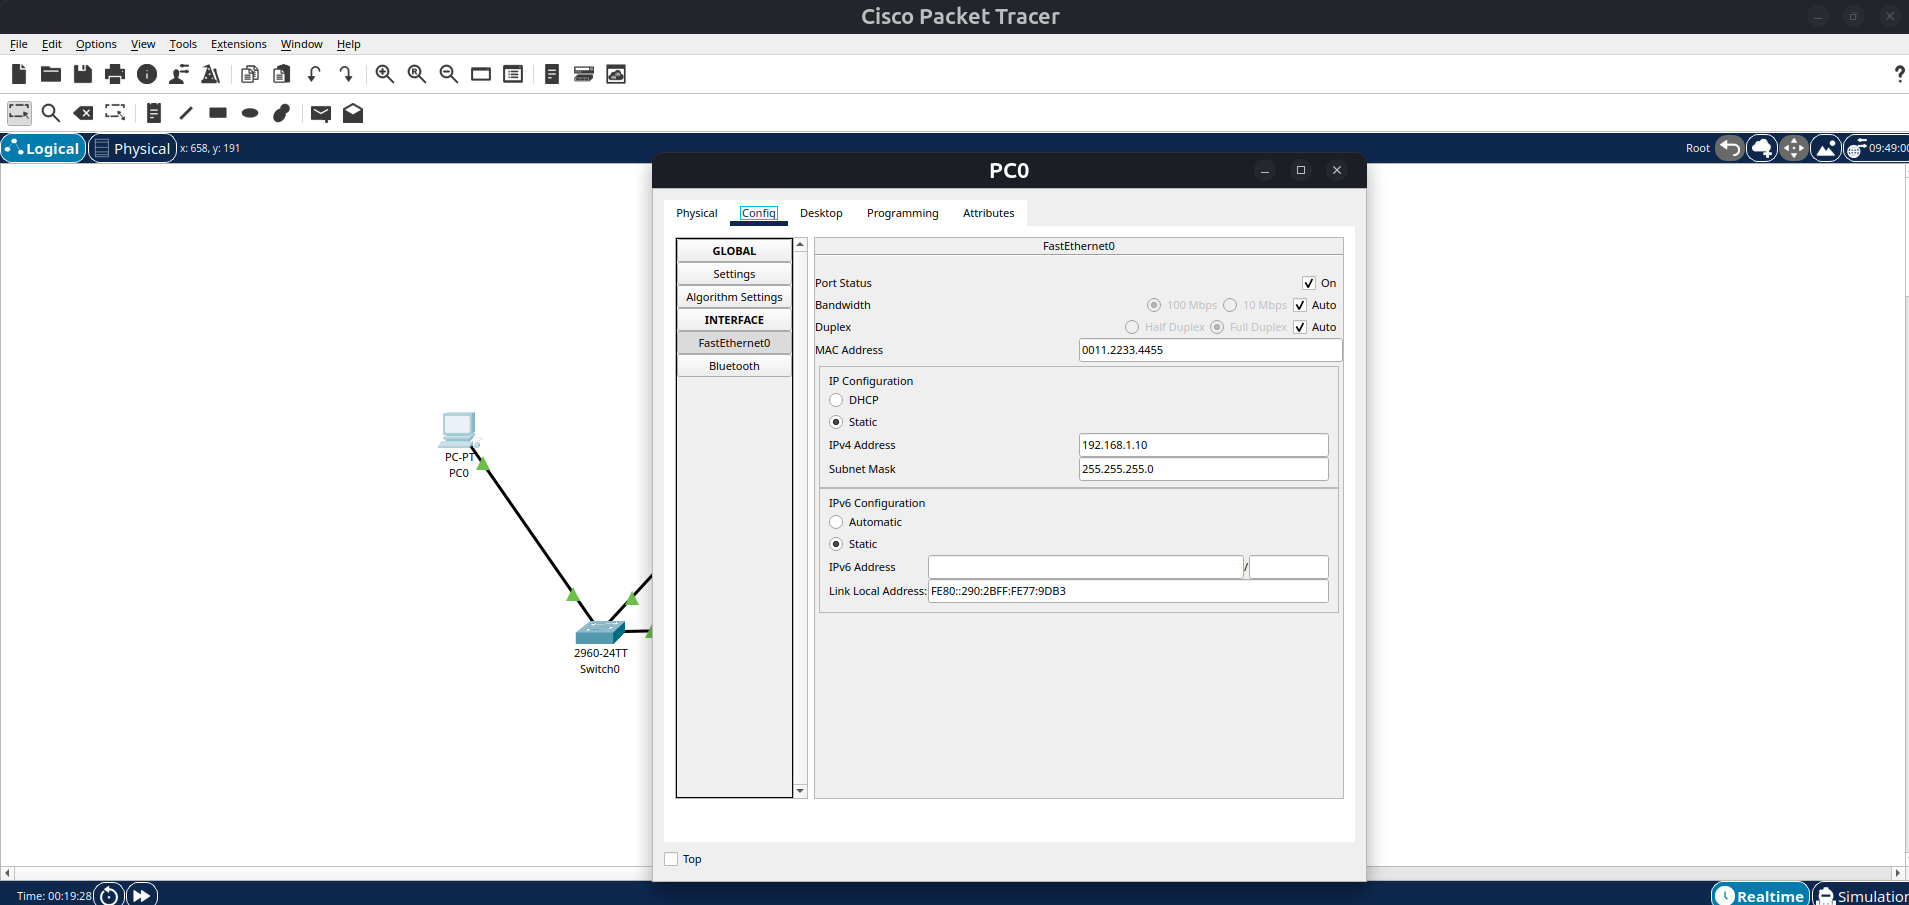 Cisco Packet Tracer
File Edit Options View Tools Extensions Window Help
?
Logical Physical x: 658, y: 191 Root 09:49:00
PC0
Physical Config Desktop Programming Attributes
GLOBAL
Settings
Algorithm Settings
INTERFACE
FastEthernet0
Bluetooth
FastEthernet0
Port Status On
Bandwidth 100 Mbps 10 Mbps Auto
Duplex Half Duplex Full Duplex Auto
MAC Address 0011.2233.4455
IP Configuration
DHCP
Static
IPv4 Address 192.168.1.10
Subnet Mask 255.255.255.0
IPv6 Configuration
Automatic
Static
IPv6 Address /
Link Local Address: FE80::290:2BFF:FE77:9DB3
Top
PC-PT
PC0
2960-24TT
Switch0
Time: 00:19:28 Realtime Simulation